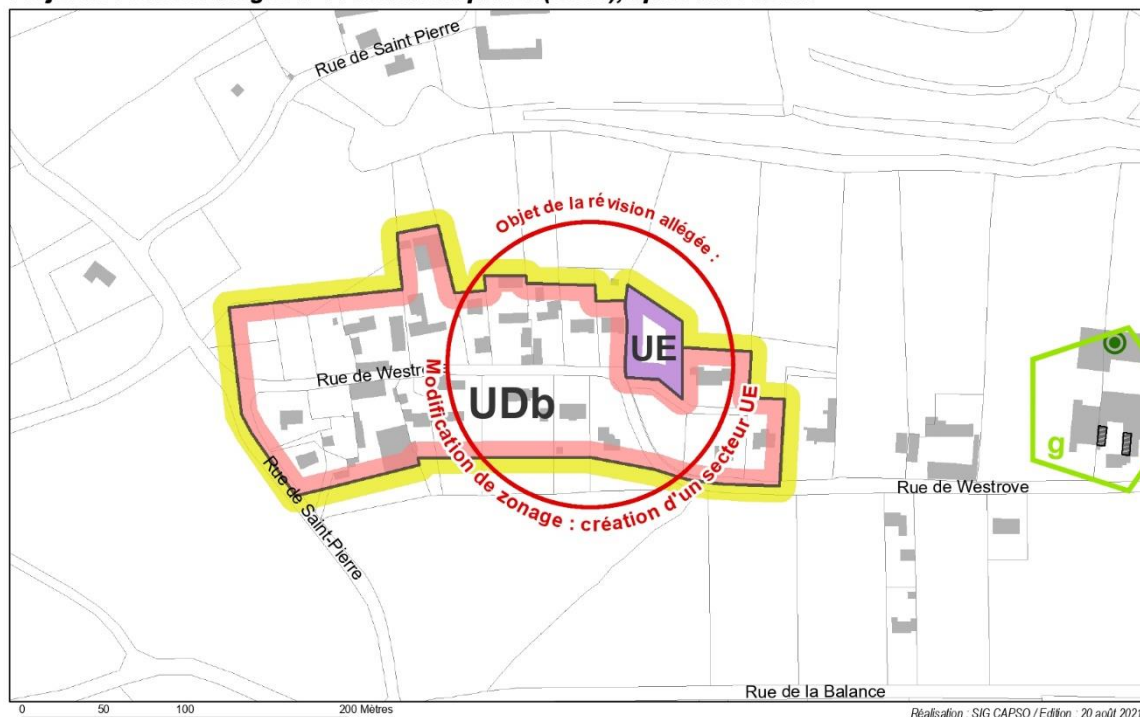 Rue de Saint Pierre
Objet de la révision allégée :
UE
Rue de Westro
UDb
Modification de zonage : création d'un secteur UE
g
Rue de Saint-Pierre
Rue de Westrove
Rue de la Balance
0 50 100 200 Mètres
Réalisation : SIG CAPSO / Edition : 20 août 2021